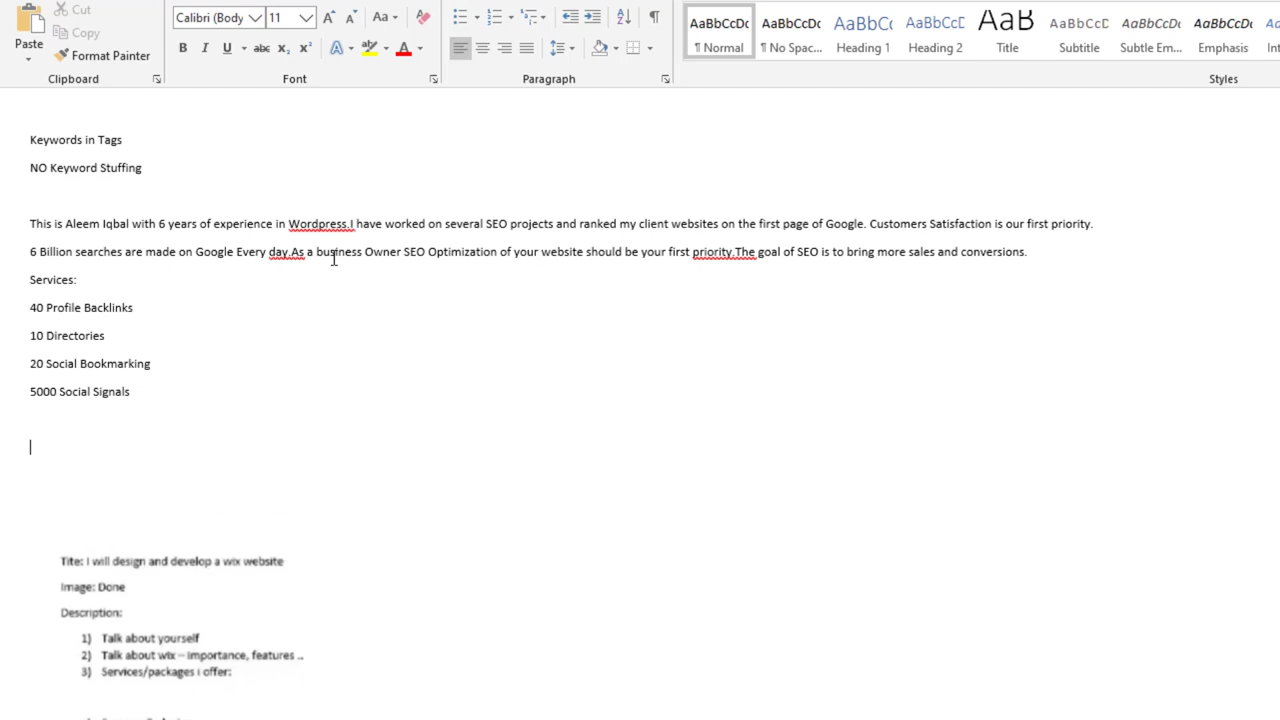 Cut
Calibri (Body
11
Aa
AaBbCcDc
AaBbCcDc
AaBbCc
AaBbCcD
AaB
AaBbCcD
AaBbCcDc
AaBbCcDc
Paste
Copy
Format Painter
B I U abc x₂ x²
A
¶ Normal
¶ No Spac...
Heading 1
Heading 2
Title
Subtitle
Subtle Em...
Emphasis
Clipboard
Font
Paragraph
Styles
Keywords in Tags
NO Keyword Stuffing
This is Aleem Iqbal with 6 years of experience in Wordpress.I have worked on several SEO projects and ranked my client websites on the first page of Google. Customers Satisfaction is our first priority.
6 Billion searches are made on Google Every day.As a business Owner SEO Optimization of your website should be your first priority.The goal of SEO is to bring more sales and conversions.
Services:
40 Profile Backlinks
10 Directories
20 Social Bookmarking
5000 Social Signals
Tite: I will design and develop a wix website
Image: Done
Description:
1) Talk about yourself
2) Talk about wix – Importance, features ..
3) Services/packages i offer: